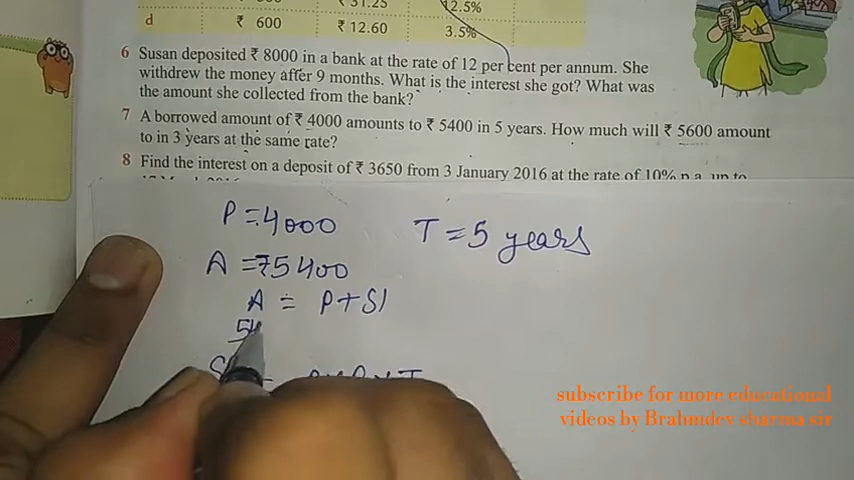 ₹ 31.25 12.5%
d ₹ 600 ₹ 12.60 3.5%
6 Susan deposited ₹ 8000 in a bank at the rate of 12 per cent per annum. She
withdrew the money after 9 months. What is the interest she got? What was
the amount she collected from the bank?
7 A borrowed amount of ₹ 4000 amounts to ₹ 5400 in 5 years. How much will ₹ 5600 amount
to in 3 years at the same rate?
8 Find the interest on a deposit of ₹ 3650 from 3 January 2016 at the rate of 10% p.a. up to
P = 4000 T = 5 years
A = ₹5400
A = P+SI
54
subscribe for more educational
videos by Brahmdev sharma sir